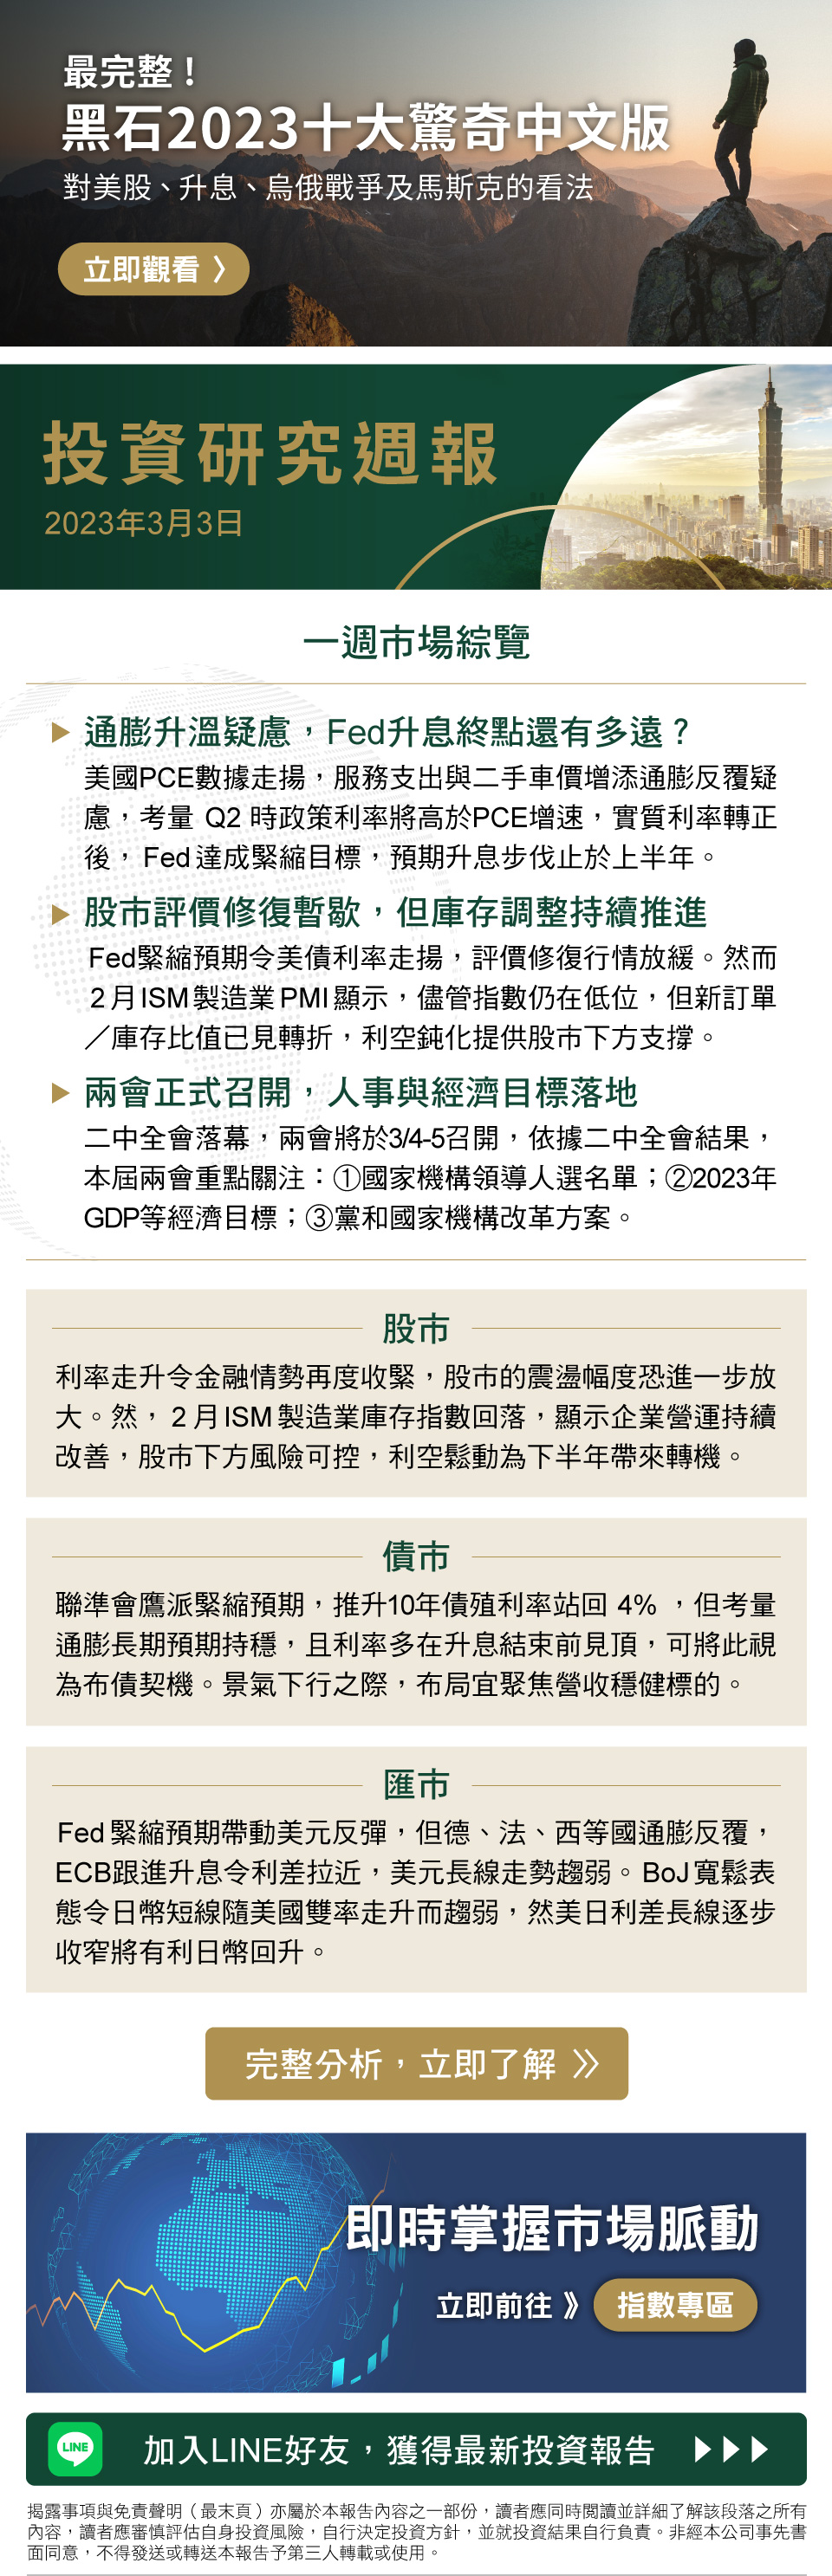 最完整！
黑石2023十大驚奇中文版
對美股、升息、烏俄戰爭及馬斯克的看法
立即觀看 〉
投資研究週報
2023年3月3日
一週市場綜覽
通膨升溫疑慮，Fed升息終點還有多遠？
美國PCE數據走揚，服務支出與二手車價增添通膨反覆疑
慮，考量 Q2 時政策利率將高於PCE增速，實質利率轉正
後，Fed 達成緊縮目標，預期升息步伐止於上半年。
股市評價修復暫歇，但庫存調整持續推進
Fed緊縮預期令美債利率走揚，評價修復行情放緩。然而
2月ISM製造業PMI顯示，儘管指數仍在低位，但新訂單
／庫存比值已見轉折，利空鈍化提供股市下方支撐。
兩會正式召開，人事與經濟目標落地
二中全會落幕，兩會將於3/4-5召開，依據二中全會結果，
本屆兩會重點關注：①國家機構領導人選名單；②2023年
GDP等經濟目標；③黨和國家機構改革方案。
股市
利率走升令金融情勢再度收緊，股市的震盪幅度恐進一步放
大。然，2月ISM製造業庫存指數回落，顯示企業營運持續
改善，股市下方風險可控，利空鬆動為下半年帶來轉機。
債市
聯準會鷹派緊縮預期，推升10年債殖利率站回 4% ，但考量
通膨長期預期持穩，且利率多在升息結束前見頂，可將此視
為布債契機。景氣下行之際，布局宜聚焦營收穩健標的。
匯市
Fed 緊縮預期帶動美元反彈，但德、法、西等國通膨反覆，
ECB跟進升息令利差拉近，美元長線走勢趨弱。BoJ寬鬆表
態令日幣短線隨美國雙率走升而趨弱，然美日利差長線逐步
收窄將有利日幣回升。
完整分析，立即了解 》
即時掌握市場脈動
立即前往 》 指數專區
LINE 加入LINE好友，獲得最新投資報告
揭露事項與免責聲明（最末頁）亦屬於本報告內容之一部份，讀者應同時閱讀並詳細了解該段落之所有
內容，讀者應審慎評估自身投資風險，自行決定投資方針，並就投資結果自行負責。非經本公司事先書
面同意，不得發送或轉送本報告予第三人轉載或使用。